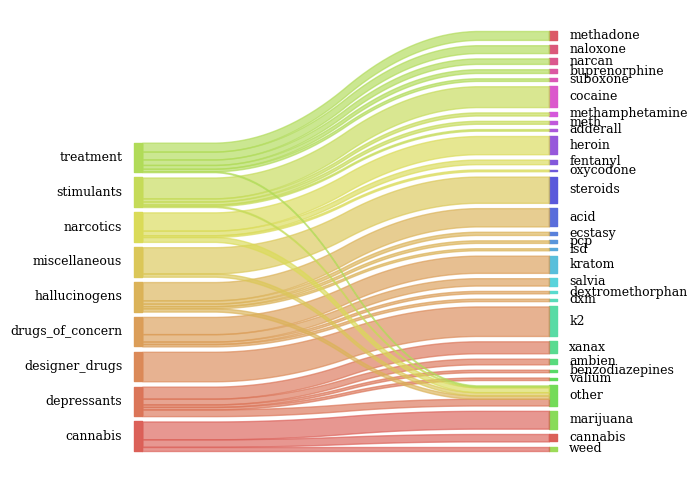 treatment
stimulants
narcotics
miscellaneous
hallucinogens
drugs_of_concern
designer_drugs
depressants
cannabis
methadone
naloxone
narcan
buprenorphine
suboxone
cocaine
methamphetamine
meth
adderall
heroin
fentanyl
oxycodone
steroids
acid
ecstasy
pcp
lsd
kratom
salvia
dextromethorphan
dxm
k2
xanax
ambien
benzodiazepines
valium
other
marijuana
cannabis
weed